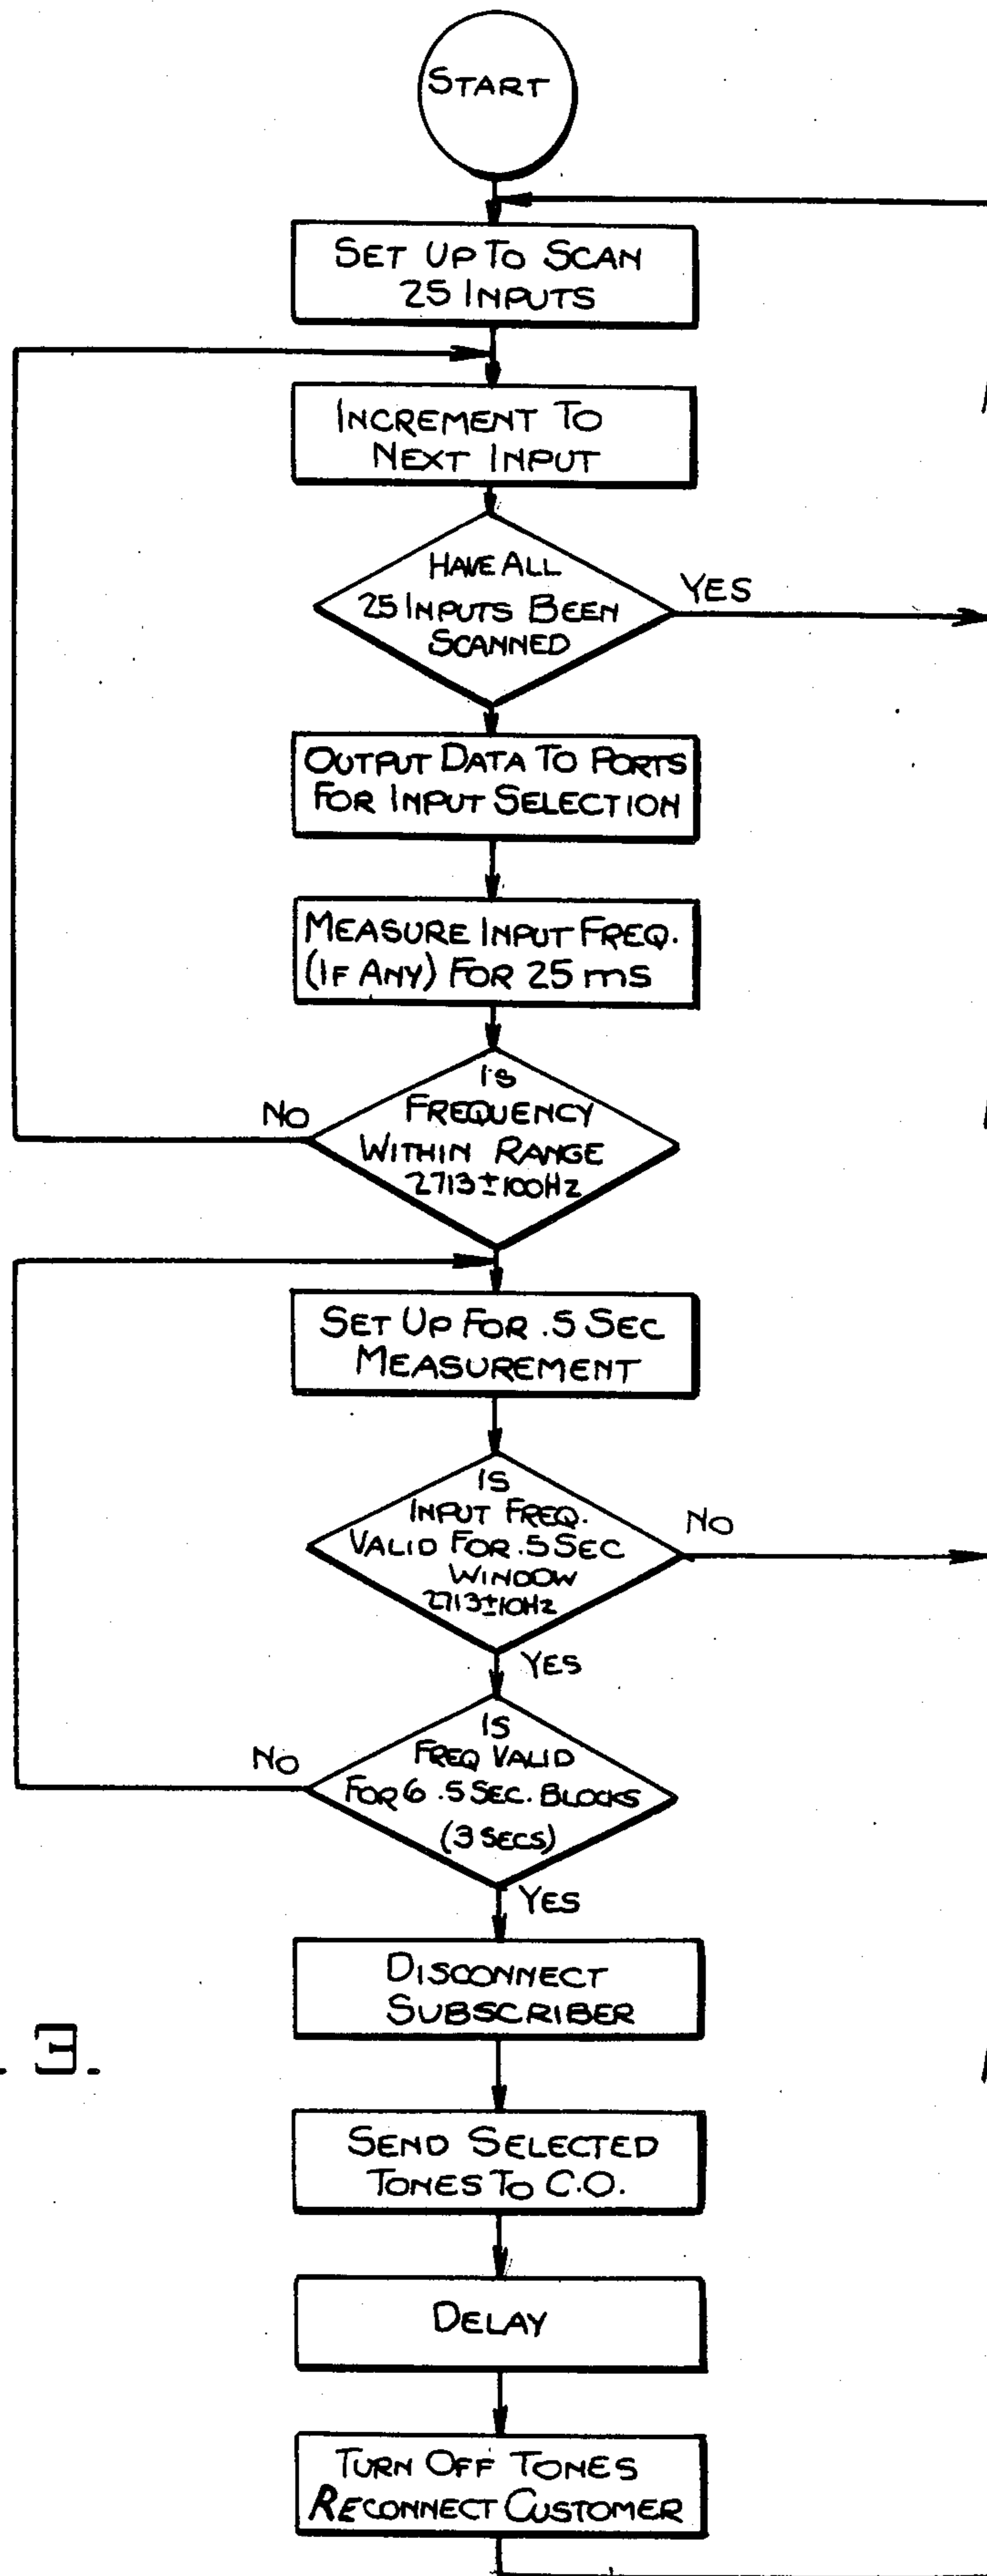 START
SET UP TO SCAN
25 INPUTS
INCREMENT TO
NEXT INPUT
HAVE ALL
25 INPUTS BEEN
SCANNED
YES
OUTPUT DATA TO PORTS
FOR INPUT SELECTION
MEASURE INPUT FREQ.
(IF ANY) FOR 25 ms
IS
FREQUENCY
WITHIN RANGE
2713±100Hz
NO
SET UP FOR .5 SEC
MEASUREMENT
IS
INPUT FREQ.
VALID FOR .5 SEC
WINDOW
2713±10Hz
NO
YES
IS
FREQ VALID
FOR 6 .5 SEC. BLOCKS
(3 SECS)
NO
YES
DISCONNECT
SUBSCRIBER
. 3.
SEND SELECTED
TONES TO C.O.
DELAY
TURN OFF TONES
RECONNECT CUSTOMER